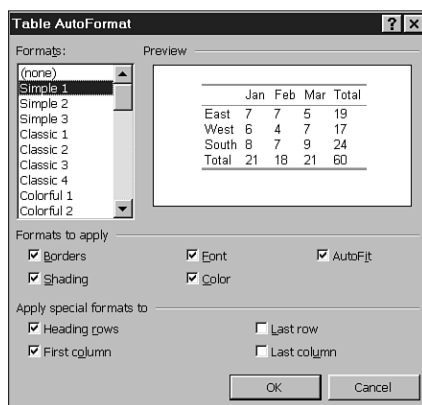 Table AutoFormat
Formats:
Preview
(none)
Simple 1
Simple 2
Simple 3
Classic 1
Classic 2
Classic 3
Classic 4
Colorful 1
Colorful 2
Jan Feb Mar Total
East 7 7 5 19
West 6 4 7 17
South 8 7 9 24
Total 21 18 21 60
Formats to apply
Borders Font AutoFit
Shading Color
Apply special formats to
Heading rows Last row
First column Last column
OK Cancel